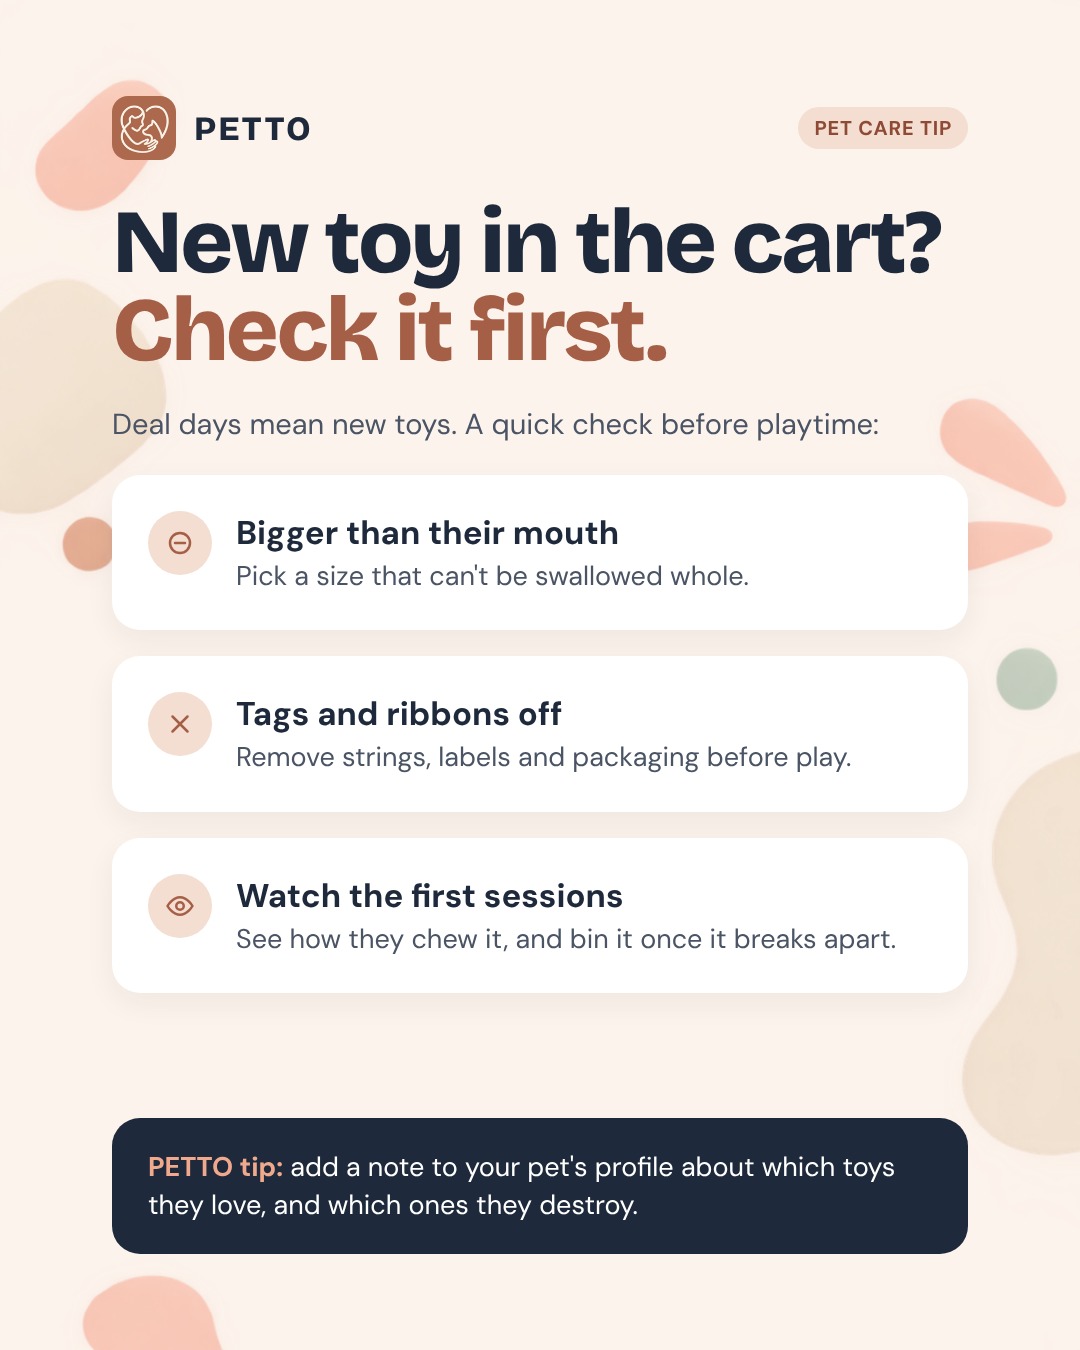 PETTO
PET CARE TIP
New toy in the cart?
Check it first.
Deal days mean new toys. A quick check before playtime:
Bigger than their mouth
Pick a size that can't be swallowed whole.
Tags and ribbons off
Remove strings, labels and packaging before play.
Watch the first sessions
See how they chew it, and bin it once it breaks apart.
PETTO tip: add a note to your pet's profile about which toys
they love, and which ones they destroy.